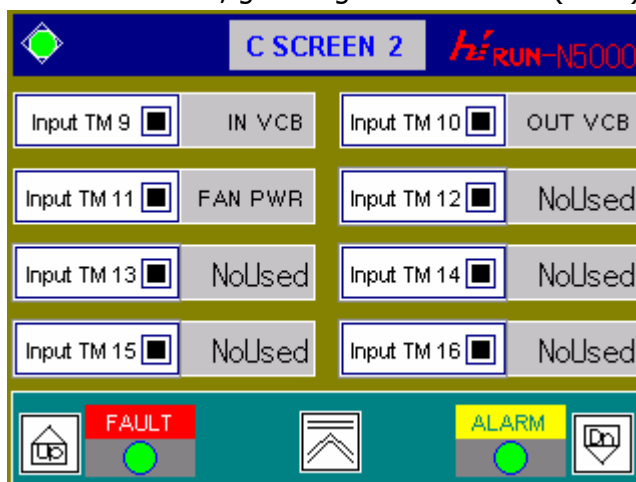 C SCREEN 2 hiRUN-N5000
Input TM 9 IN VCB Input TM 10 OUT VCB
Input TM 11 FAN PWR Input TM 12 NoUsed
Input TM 13 NoUsed Input TM 14 NoUsed
Input TM 15 NoUsed Input TM 16 NoUsed
FAULT ALARM
Up Dn